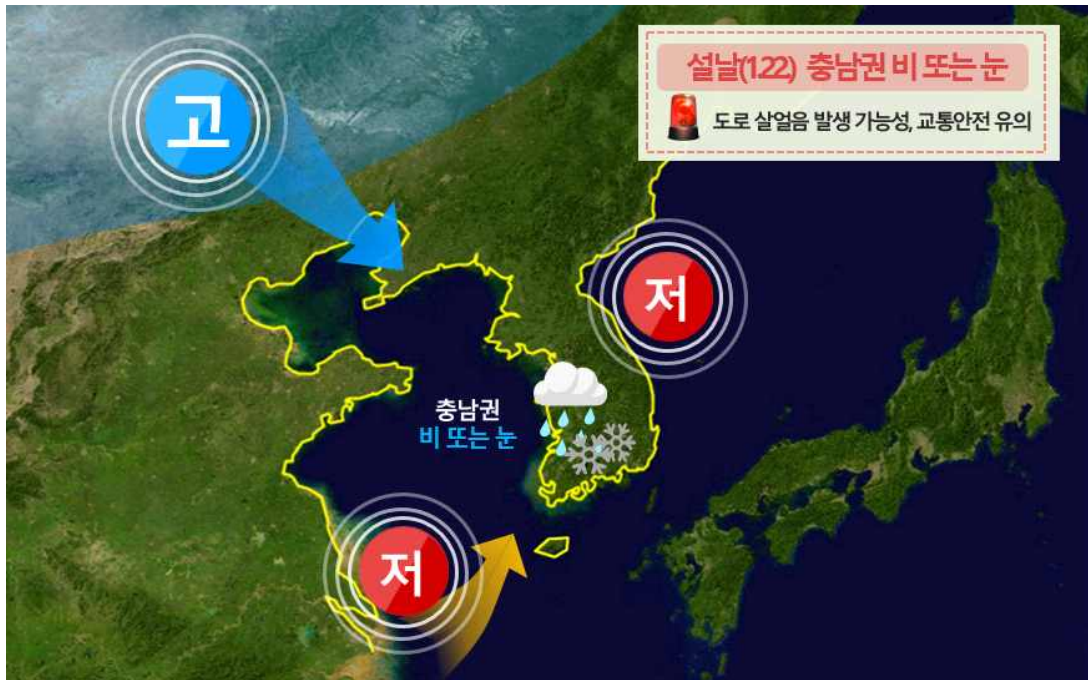 고
설날(1.22) 충남권 비 또는 눈
도로 살얼음 발생 가능성, 교통안전 유의
저
충남권
비 또는 눈
저